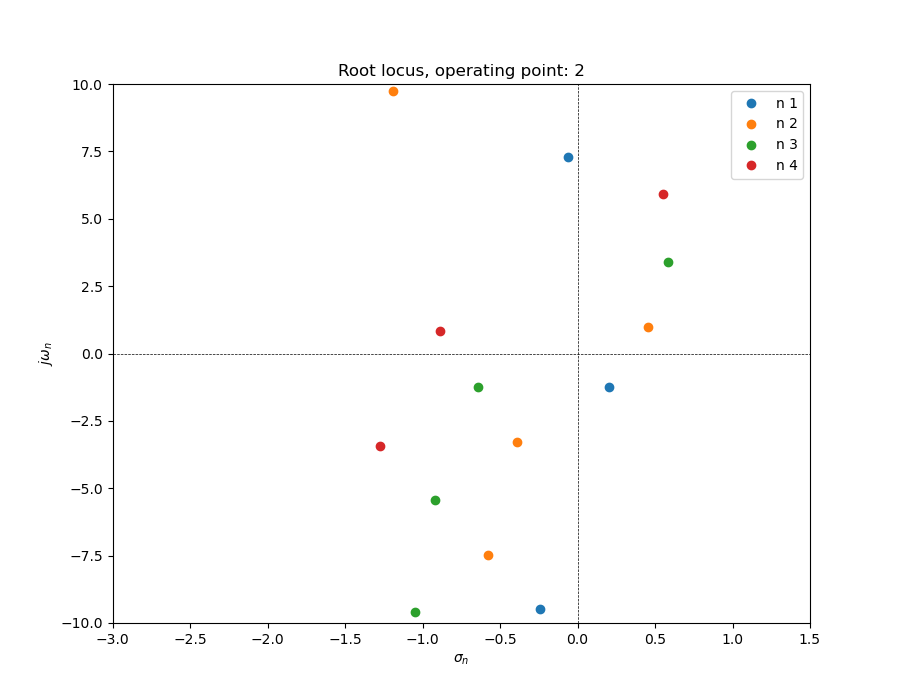 Root locus, operating point: 2
10.0
7.5
5.0
2.5
0.0
−2.5
−5.0
−7.5
−10.0
jωₙ
n 1
n 2
n 3
n 4
−3.0 −2.5 −2.0 −1.5 −1.0 −0.5 0.0 0.5 1.0 1.5
σₙ